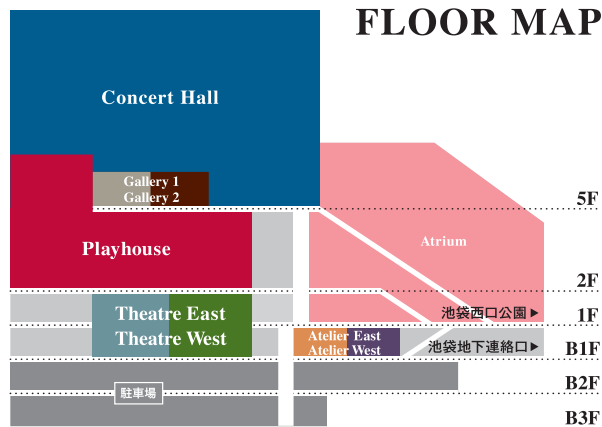 FLOOR MAP
Concert Hall
Gallery 1
Gallery 2
5F
Playhouse
Atrium
2F
Theatre East
Theatre West
池袋西口公園▶
1F
Atelier East
Atelier West
池袋地下連絡口▶
B1F
B2F
駐車場
B3F